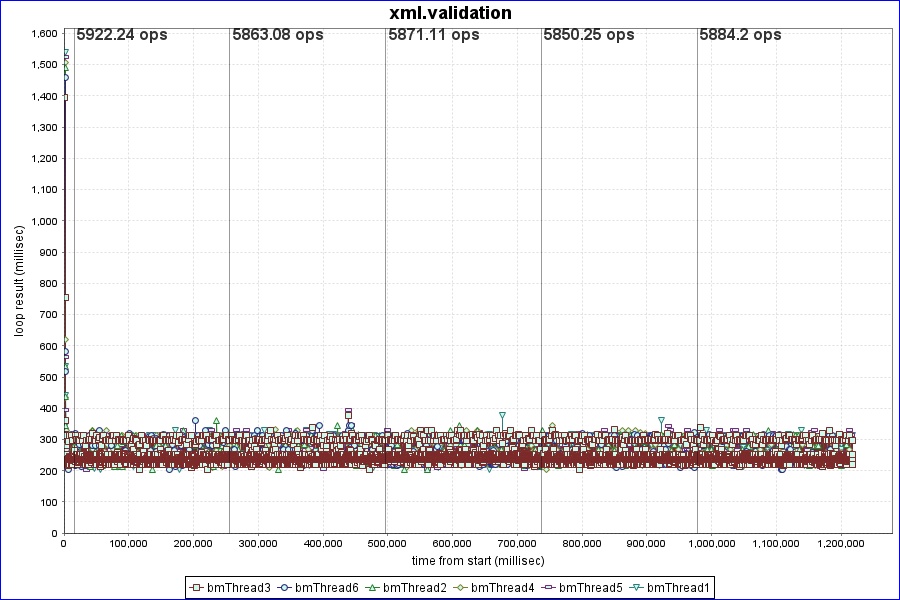 xml.validation
5922.24 ops 5863.08 ops 5871.11 ops 5850.25 ops 5884.2 ops
1,600
1,500
1,400
1,300
1,200
1,100
1,000
900
800
700
600
500
400
300
200
100
0
loop result (millisec)
0 100,000 200,000 300,000 400,000 500,000 600,000 700,000 800,000 900,000 1,000,000 1,100,000 1,200,000
time from start (millisec)
bmThread3 bmThread6 bmThread2 bmThread4 bmThread5 bmThread1